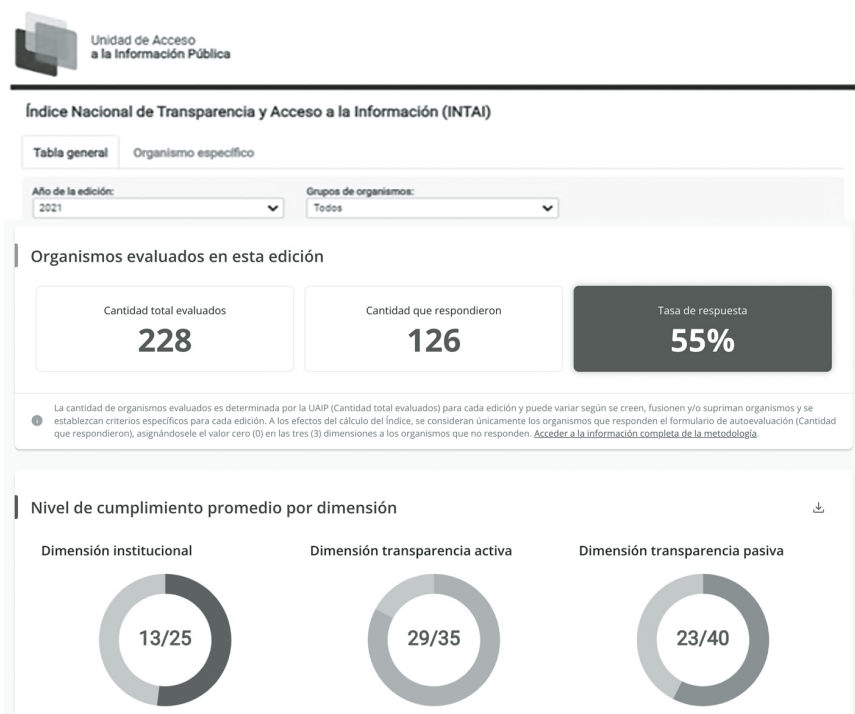 Unidad de Acceso
a la Información Pública
Índice Nacional de Transparencia y Acceso a la Información (INTAI)
Tabla general
Organismo específico
Año de la edición:
Grupos de organismos:
2021
Todos
Organismos evaluados en esta edición
Cantidad total evaluados
228
Cantidad que respondieron
126
Tasa de respuesta
55%
La cantidad de organismos evaluados es determinada por la UAIP (Cantidad total evaluados) para cada edición y puede variar según se creen, fusionen y/o supriman organismos y se
establezcan criterios específicos para cada edición. A los efectos del cálculo del Índice, se consideran únicamente los organismos que responden el formulario de autoevaluación (Cantidad
que respondieron), asignándosele el valor cero (0) en las tres (3) dimensiones a los organismos que no responden. Acceder a la información completa de la metodología.
Nivel de cumplimiento promedio por dimensión
Dimensión institucional
13/25
Dimensión transparencia activa
29/35
Dimensión transparencia pasiva
23/40